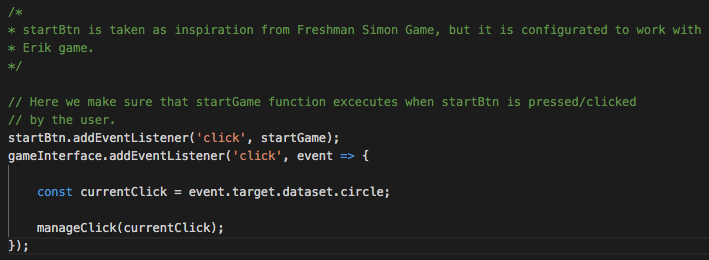 /*
* startBtn is taken as inspiration from Freshman Simon Game, but it is configurated to work with
* Erik game.
*/
// Here we make sure that startGame function excecutes when startBtn is pressed/clicked
// by the user.
startBtn.addEventListener('click', startGame);
gameInterface.addEventListener('click', event => {
const currentClick = event.target.dataset.circle;
manageClick(currentClick);
});